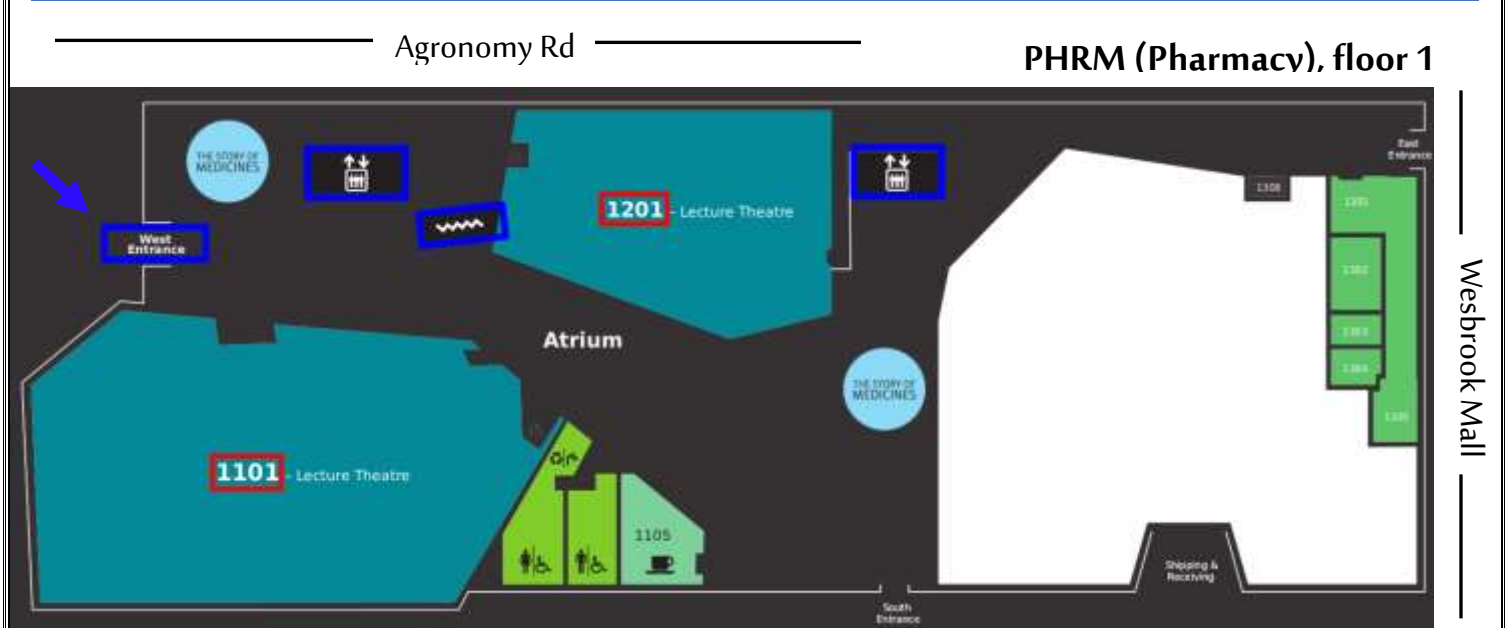 Agronomy Rd
PHRM (Pharmacy), floor 1
East
Entrance
THE STORY OF
MEDICINES
1201 - Lecture Theatre
1302
West
Entrance
Wesbrook Mall
Atrium
THE STORY OF
MEDICINES
1101 - Lecture Theatre
1105
Shipping &
Receiving
South
Entrance